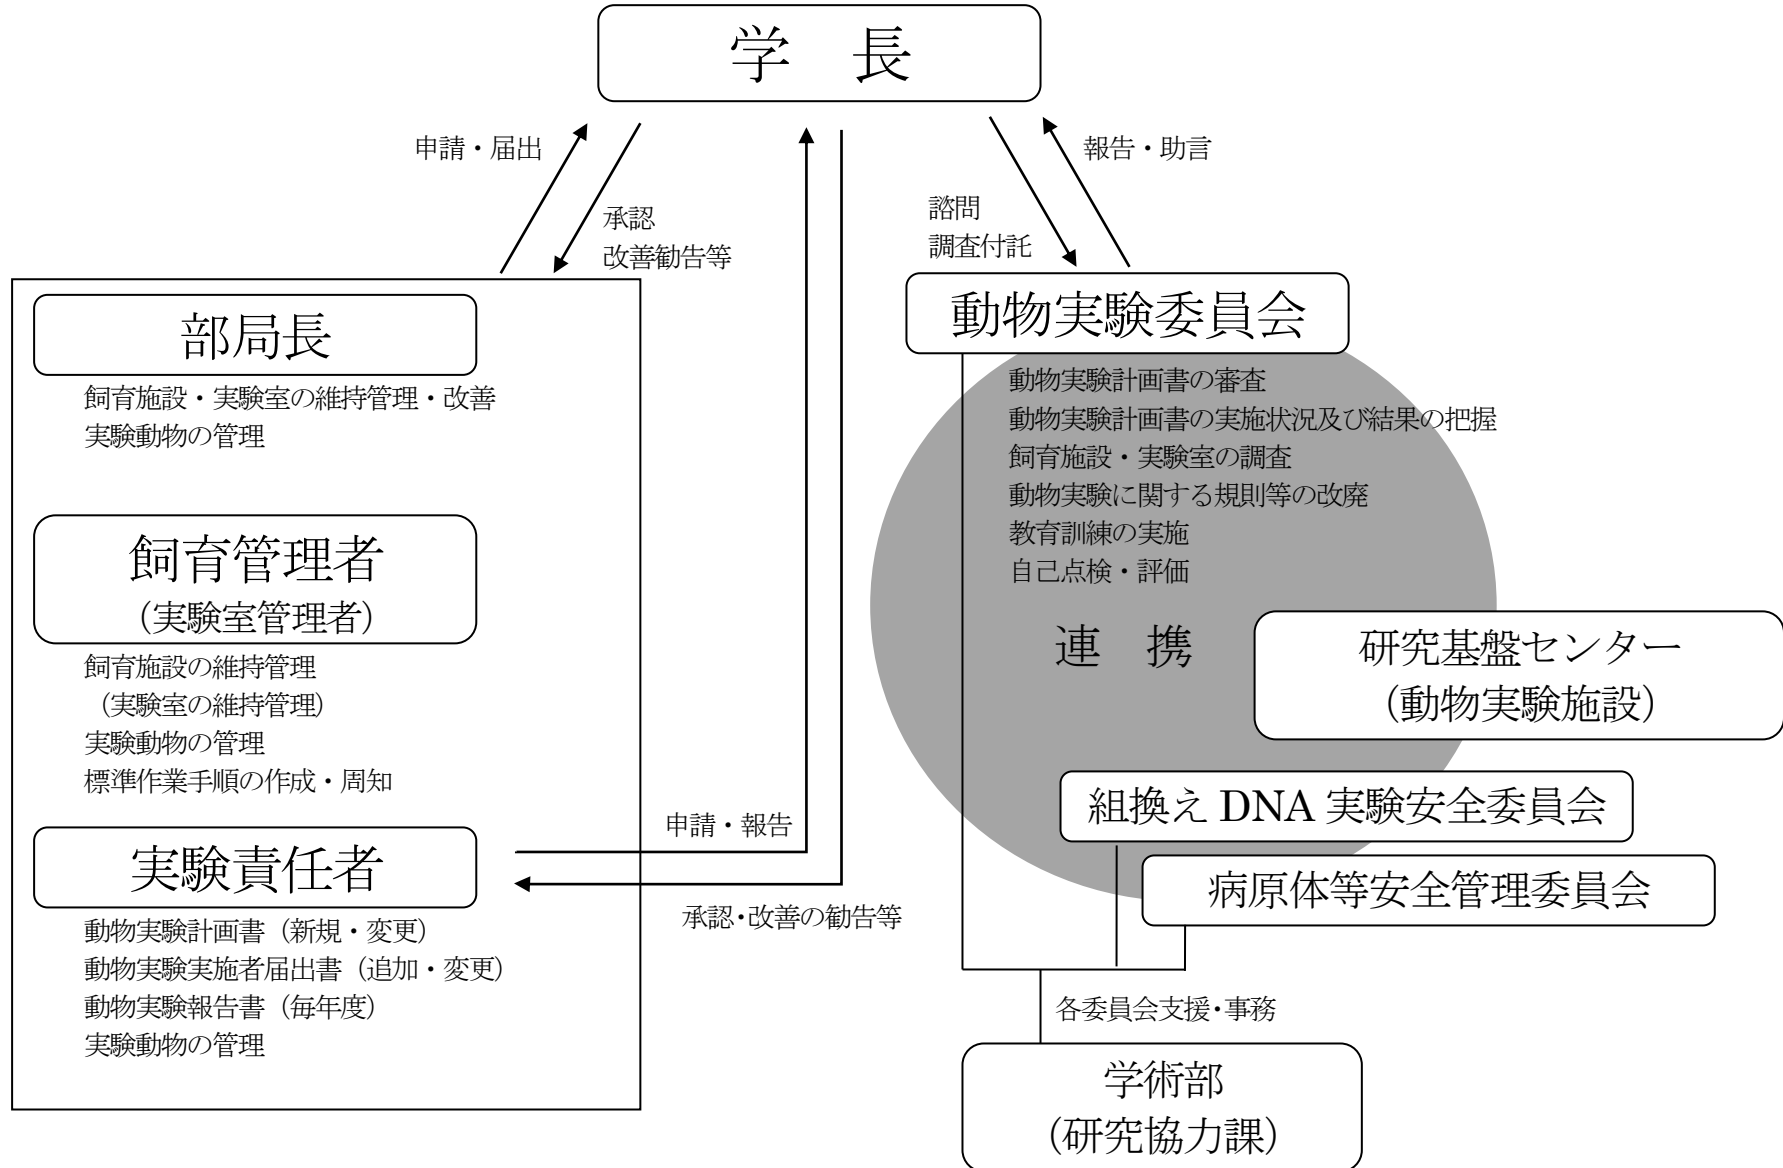 学　長
申請・届出
承認
改善勧告等
諮問
調査付託
報告・助言
部局長
飼育施設・実験室の維持管理・改善
実験動物の管理
飼育管理者
（実験室管理者）
飼育施設の維持管理
（実験室の維持管理）
実験動物の管理
標準作業手順の作成・周知
実験責任者
動物実験計画書（新規・変更）
動物実験実施者届出書（追加・変更）
動物実験報告書（毎年度）
実験動物の管理
申請・報告
承認・改善の勧告等
動物実験委員会
動物実験計画書の審査
動物実験計画書の実施状況及び結果の把握
飼育施設・実験室の調査
動物実験に関する規則等の改廃
教育訓練の実施
自己点検・評価
連　携
研究基盤センター
（動物実験施設）
組換え DNA 実験安全委員会
病原体等安全管理委員会
各委員会支援・事務
学術部
（研究協力課）